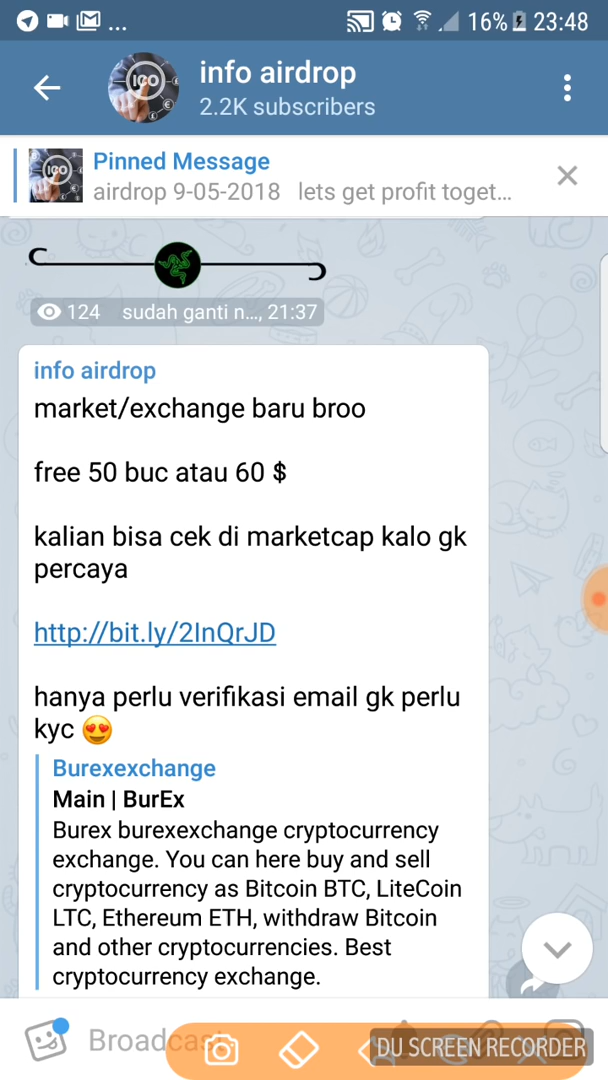 ... 16% 23:48
info airdrop
2.2K subscribers
ICO
ICO
Pinned Message
airdrop 9-05-2018 lets get profit toget...
124 sudah ganti n..., 21:37
info airdrop
market/exchange baru broo
free 50 buc atau 60 $
kalian bisa cek di marketcap kalo gk
percaya
http://bit.ly/2InQrJD
hanya perlu verifikasi email gk perlu
kyc 😍
Burexexchange
Main | BurEx
Burex burexexchange cryptocurrency
exchange. You can here buy and sell
cryptocurrency as Bitcoin BTC, LiteCoin
LTC, Ethereum ETH, withdraw Bitcoin
and other cryptocurrencies. Best
cryptocurrency exchange.
Broadcast
DU SCREEN RECORDER